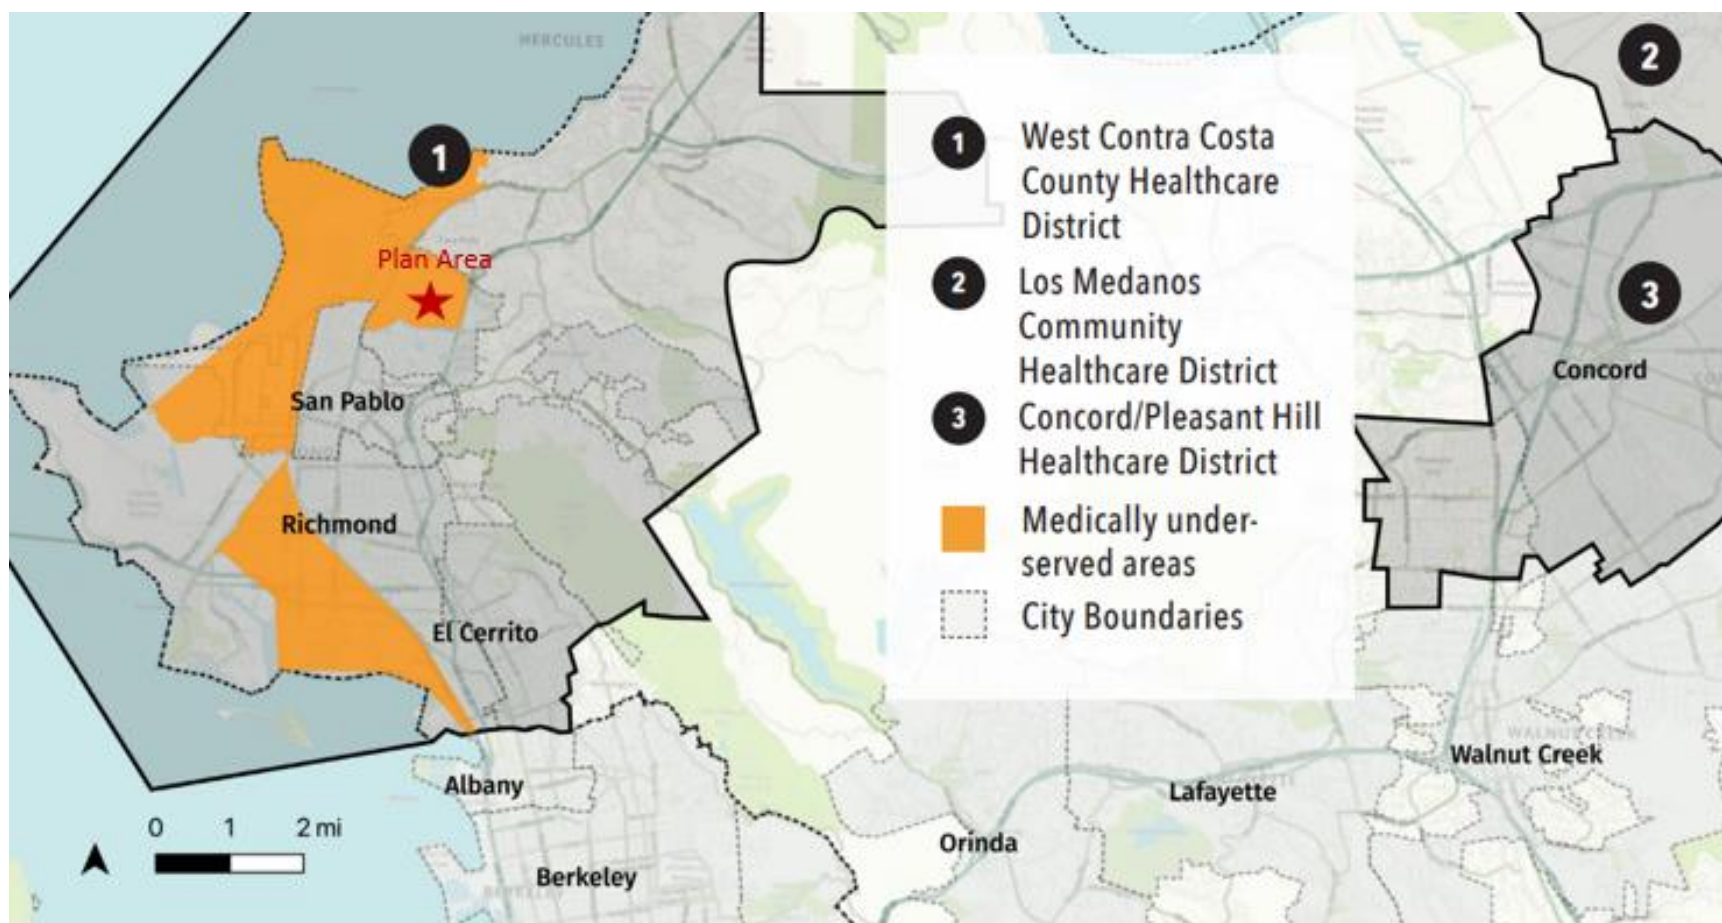 HERCULES
1
2
3
Plan Area
San Pablo
Richmond
El Cerrito
Albany
Berkeley
Orinda
Lafayette
Walnut Creek
WALNUT CREEK
Concord
1 West Contra Costa
County Healthcare
District
2 Los Medanos
Community
Healthcare District
3 Concord/Pleasant Hill
Healthcare District
Medically under-
served areas
City Boundaries
0 1 2 mi